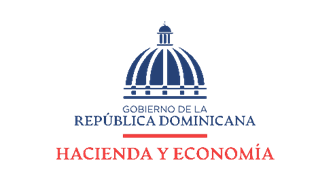 GOBIERNO DE LA
REPÚBLICA DOMINICANA
HACIENDA Y ECONOMÍA